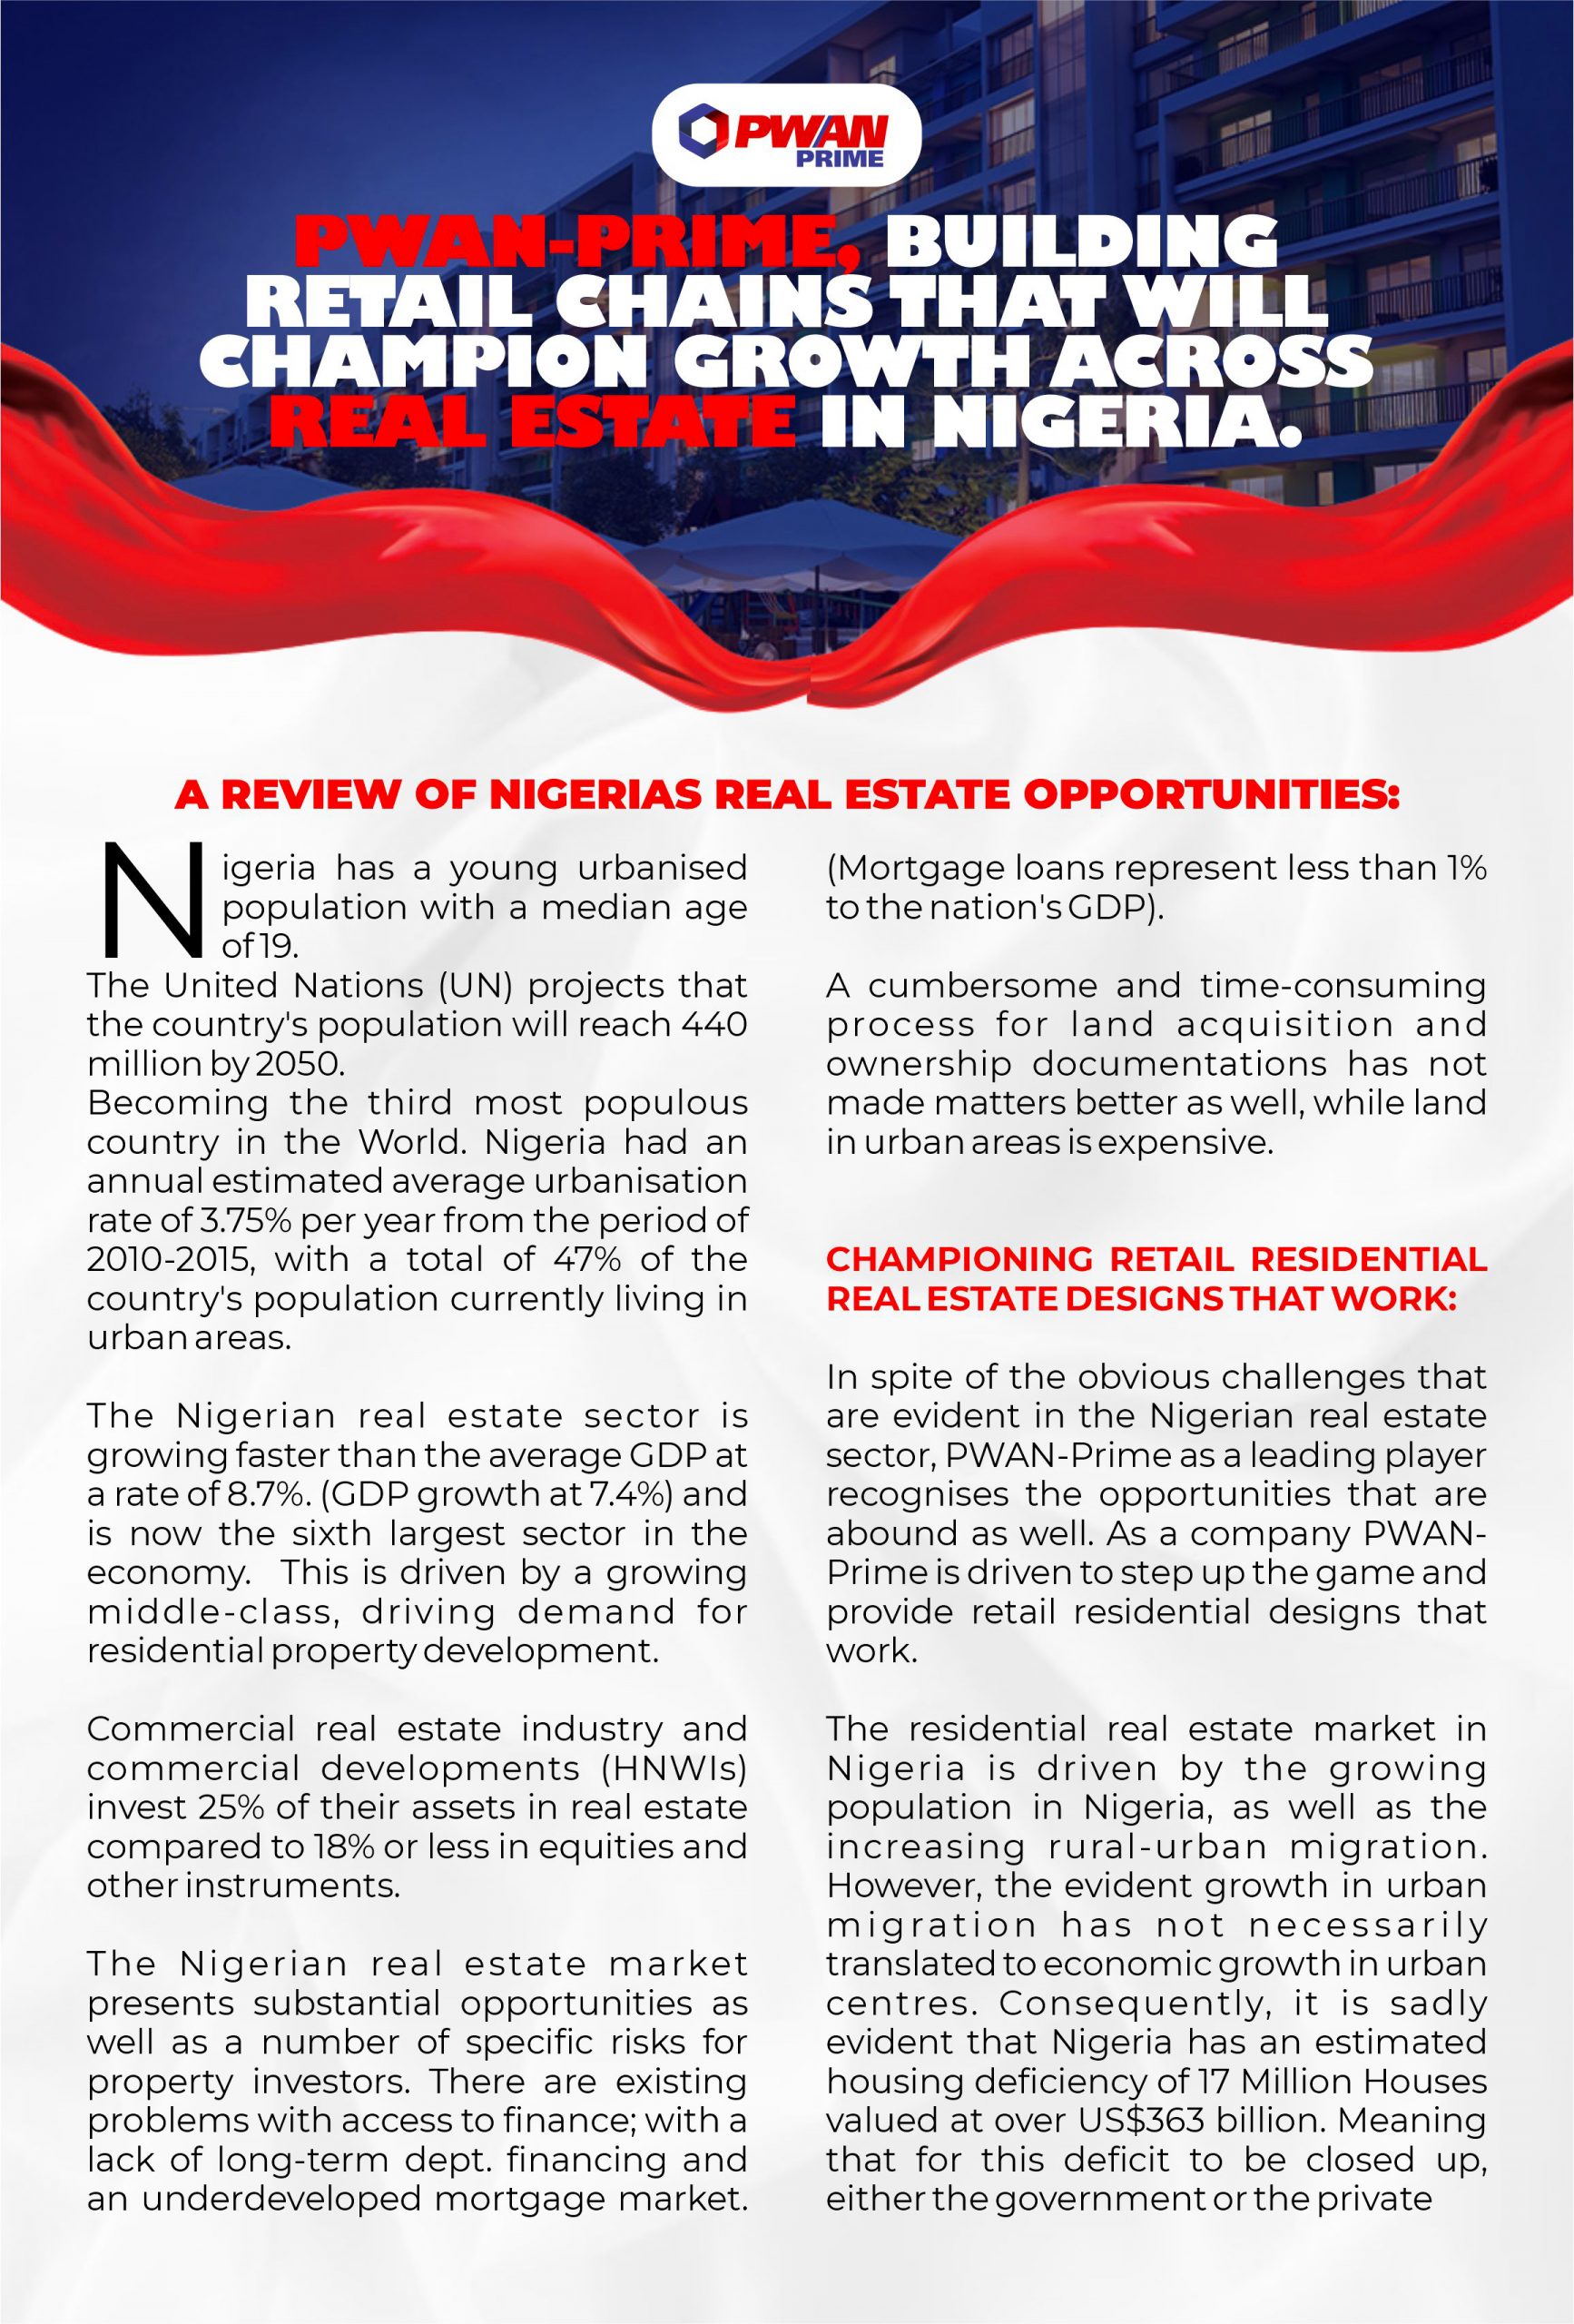 PWAN
PRIME
PWAN-PRIME, BUILDING
RETAIL CHAINS THAT WILL
CHAMPION GROWTH ACROSS
REAL ESTATE IN NIGERIA.
A REVIEW OF NIGERIAS REAL ESTATE OPPORTUNITIES:
Nigeria has a young urbanised
population with a median age
of 19.
The United Nations (UN) projects that
the country's population will reach 440
million by 2050.
Becoming the third most populous
country in the World. Nigeria had an
annual estimated average urbanisation
rate of 3.75% per year from the period of
2010-2015, with a total of 47% of the
country's population currently living in
urban areas.
The Nigerian real estate sector is
growing faster than the average GDP at
a rate of 8.7%. (GDP growth at 7.4%) and
is now the sixth largest sector in the
economy. This is driven by a growing
middle-class, driving demand for
residential property development.
Commercial real estate industry and
commercial developments (HNWIs)
invest 25% of their assets in real estate
compared to 18% or less in equities and
other instruments.
The Nigerian real estate market
presents substantial opportunities as
well as a number of specific risks for
property investors. There are existing
problems with access to finance; with a
lack of long-term dept. financing and
an underdeveloped mortgage market.
(Mortgage loans represent less than 1%
to the nation's GDP).
A cumbersome and time-consuming
process for land acquisition and
ownership documentations has not
made matters better as well, while land
in urban areas is expensive.
CHAMPIONING RETAIL RESIDENTIAL
REAL ESTATE DESIGNS THAT WORK:
In spite of the obvious challenges that
are evident in the Nigerian real estate
sector, PWAN-Prime as a leading player
recognises the opportunities that are
abound as well. As a company PWAN-
Prime is driven to step up the game and
provide retail residential designs that
work.
The residential real estate market in
Nigeria is driven by the growing
population in Nigeria, as well as the
increasing rural-urban migration.
However, the evident growth in urban
migration has not necessarily
translated to economic growth in urban
centres. Consequently, it is sadly
evident that Nigeria has an estimated
housing deficiency of 17 Million Houses
valued at over US$363 billion. Meaning
that for this deficit to be closed up,
either the government or the private